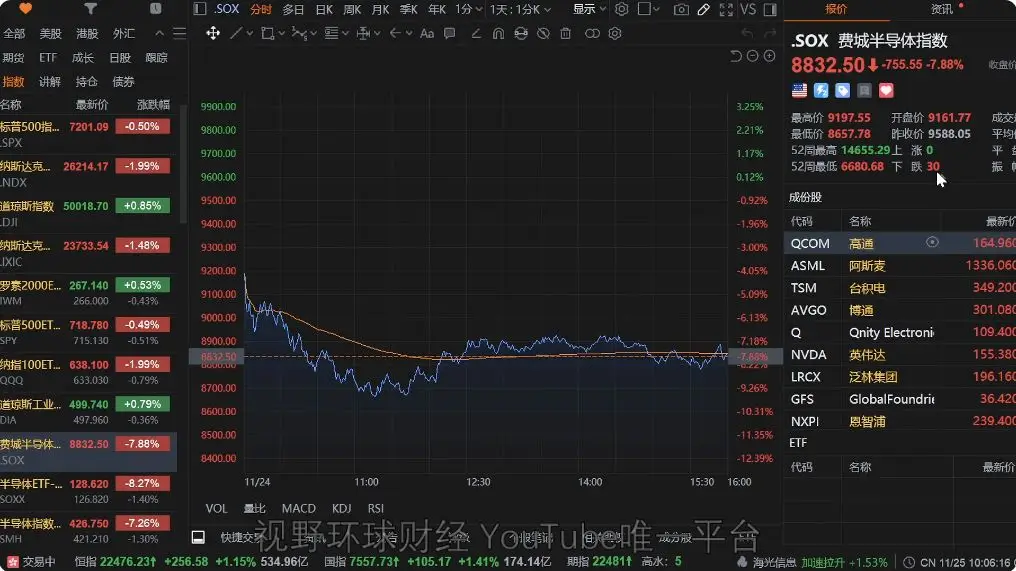 .SOX 分时 多日 日K 周K 月K 季K 年K 1分 1天: 1分K 显示 VS 报价 资讯
全部 美股 港股 外汇
期货 ETF 成长 日股 跟踪
指数 讲解 持仓 债券
名称 最新价 涨跌幅
标普500指... 7201.09 -0.50%
.SPX
纳斯达克... 26214.17 -1.99%
.NDX
道琼斯指数 50018.70 +0.85%
.DJI
纳斯达克... 23733.54 -1.48%
.IXIC
罗素2000E... 267.140 +0.53%
IWM 266.000 -0.43%
标普500ET... 718.780 -0.49%
SPY 715.130 -0.51%
纳指100ET... 638.100 -1.99%
QQQ 633.030 -0.79%
道琼斯工业... 499.740 +0.79%
DIA 497.960 -0.36%
费城半导体... 8832.50 -7.88%
.SOX
半导体ETF-... 128.620 -8.27%
SOXX 126.820 -1.40%
半导体指数... 426.750 -7.26%
SMH 421.210 -1.30%
Aa
9900.00 3.25%
9800.00 2.21%
9700.00 1.17%
9600.00 0.12%
9500.00 -0.92%
9400.00 -1.96%
9300.00 -3.00%
9200.00 -4.05%
9100.00 -5.09%
9000.00 -6.13%
8900.00 -7.18%
8832.50 -7.88%
8700.00 -9.26%
8600.00 -10.31%
8500.00 -11.35%
8400.00 -12.39%
11/24 11:00 12:30 14:00 15:30 16:00
VOL 量比 MACD KDJ RSI
快捷交易
视野环球财经 YouTube唯一平台
.SOX 费城半导体指数
8832.50 -755.55 -7.88% 收盘价
最高价 9197.55 开盘价 9161.77 成交
最低价 8657.78 昨收价 9588.05 平均
52周最高 14655.29 上 涨 0 平
52周最低 6680.68 下 跌 30 振
成份股
代码 名称 最新价
QCOM 高通 164.960
ASML 阿斯麦 1336.060
TSM 台积电 349.200
AVGO 博通 301.080
Q Qnity Electroni
109.400
NVDA 英伟达 155.380
LRCX 泛林集团 196.160
GFS GlobalFoundrie 36.420
NXPI 恩智浦 239.400
ETF
代码 名称 最新价
交易中 恒指 22476.23 +256.58 +1.15% 534.96亿 国指 7557.73 +105.17 +1.41% 174.14亿 期指 22481 高水: 5 海光信息 加速拉升 +1.53% CN 11/25 10:06:16